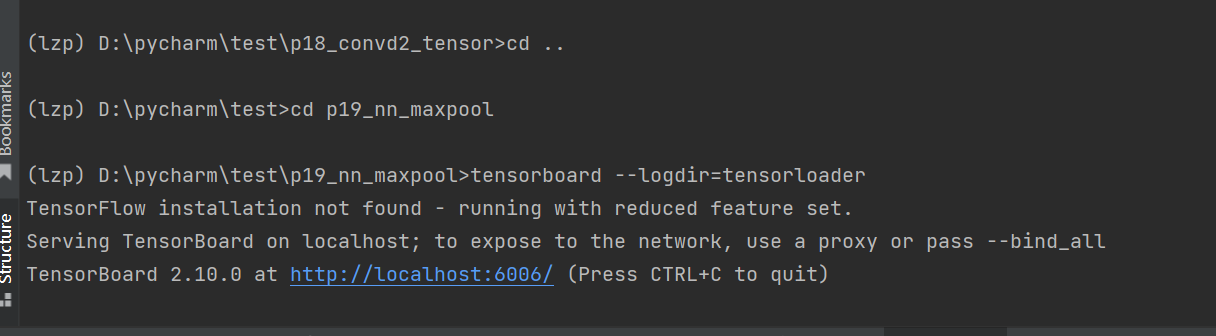 (lzp) D:\pycharm\test\p18_convd2_tensor>cd ..
(lzp) D:\pycharm\test>cd p19_nn_maxpool
(lzp) D:\pycharm\test\p19_nn_maxpool>tensorboard --logdir=tensorloader
TensorFlow installation not found - running with reduced feature set.
Serving TensorBoard on localhost; to expose to the network, use a proxy or pass --bind_all
TensorBoard 2.10.0 at http://localhost:6006/ (Press CTRL+C to quit)
Bookmarks
Structure